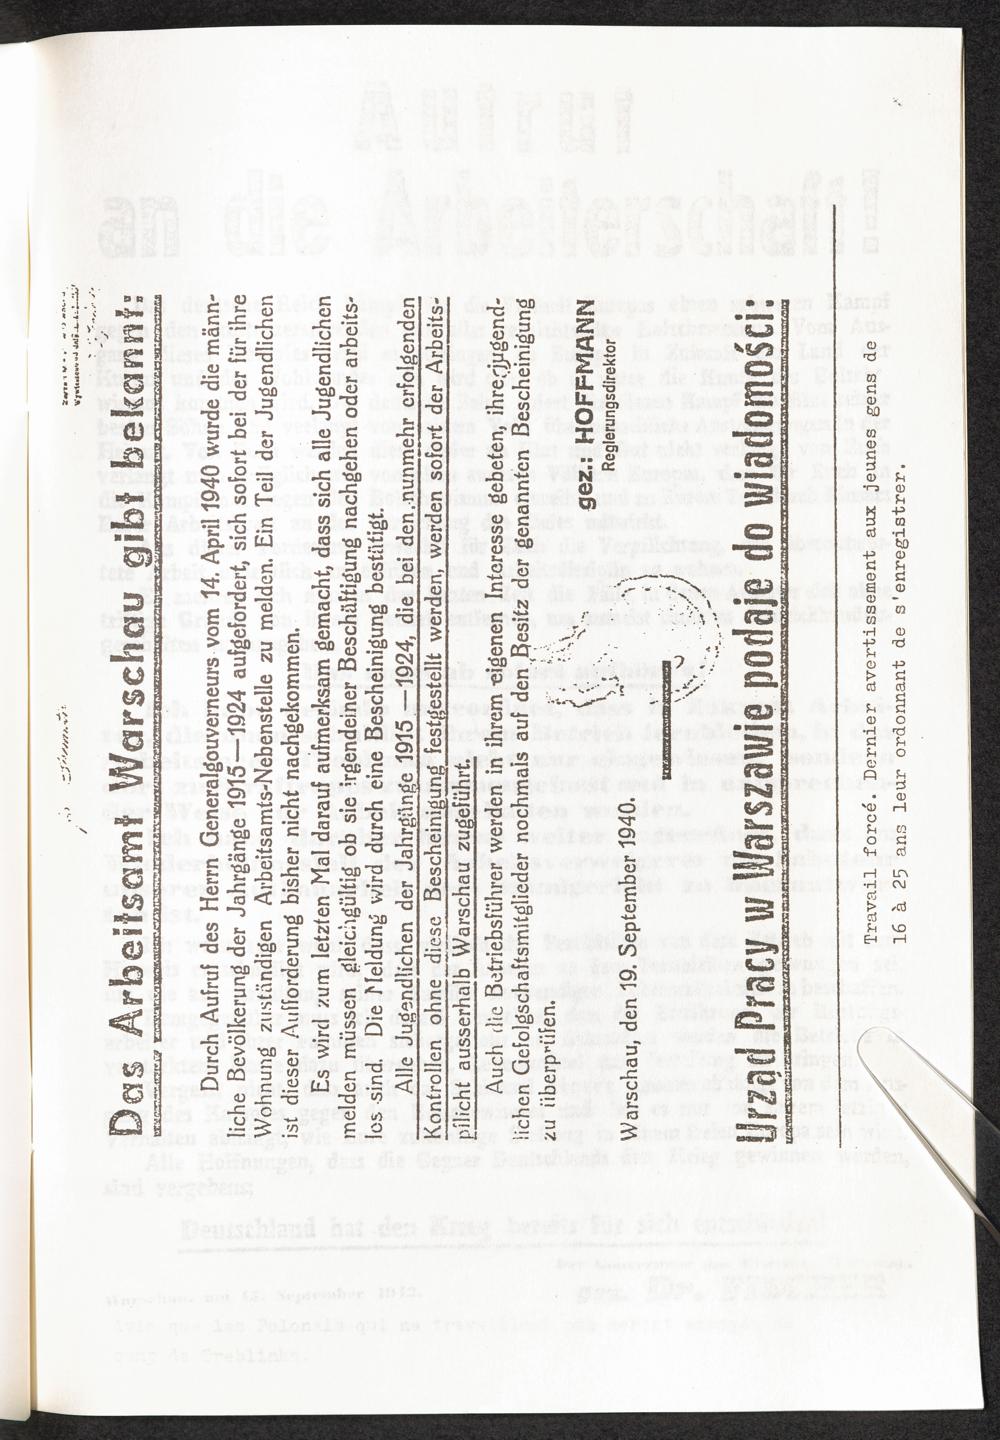 Das Arbeitsamt Warschau gibt bekannt:
Durch Aufruf des Herrn Generalgouverneurs vom 14. April 1940 wurde die männ-
liche Bevölkerung der Jahrgänge 1915—1924 aufgefordert, sich sofort bei der für ihre
Wohnung zuständigen Arbeitsamts-Nebenstelle zu melden. Ein Teil der Jugendlichen
ist dieser Aufforderung bisher nicht nachgekommen.
Es wird zum letzten Mal darauf aufmerksam gemacht, dass sich alle Jugendlichen
melden müssen, gleichgültig ob sie irgendeiner Beschäftigung nachgehen oder arbeits-
los sind. Die Meldung wird durch eine Bescheinigung bestätigt.
Alle Jugendlichen der Jahrgänge 1915 — 1924, die bei den nunmehr erfolgenden
Kontrollen ohne diese Bescheinigung festgestellt werden, werden sofort der Arbeits-
pflicht ausserhalb Warschau zugeführt.
Auch die Betriebsführer werden in ihrem eigenen Interesse gebeten, ihre jugend-
lichen Gefolgschaftsmitglieder nochmals auf den Besitz der genannten Bescheinigung
zu überprüfen.
gez.: HOFFMANN
Regierungsdirektor
Warschau, den 10. September 1940.
Urząd Pracy w Warszawie podaje do wiadomości:
Travail forcé. Dernier avertissement aux jeunes gens de
16 à 25 ans leur ordonnant de s'enregistrer.